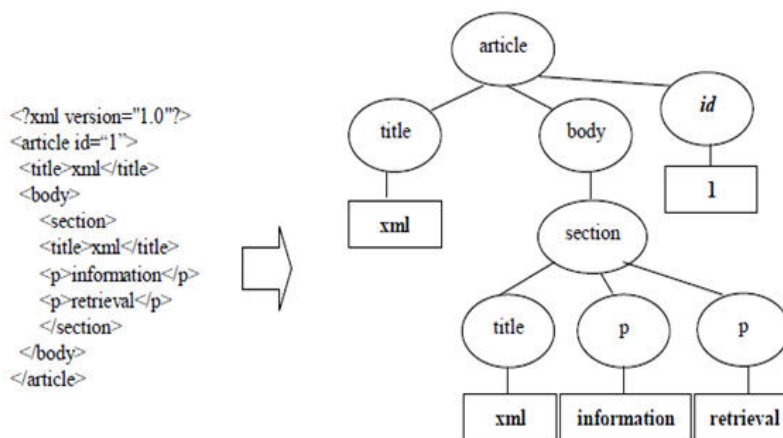 <?xml version="1.0"?>
<article id=“1”>
<title>xml</title>
<body>
<section>
<title>xml</title>
<p>information</p>
<p>retrieval</p>
</section>
</body>
</article>
article
title
body
id
xml
1
section
title
p
p
xml
information
retrieval